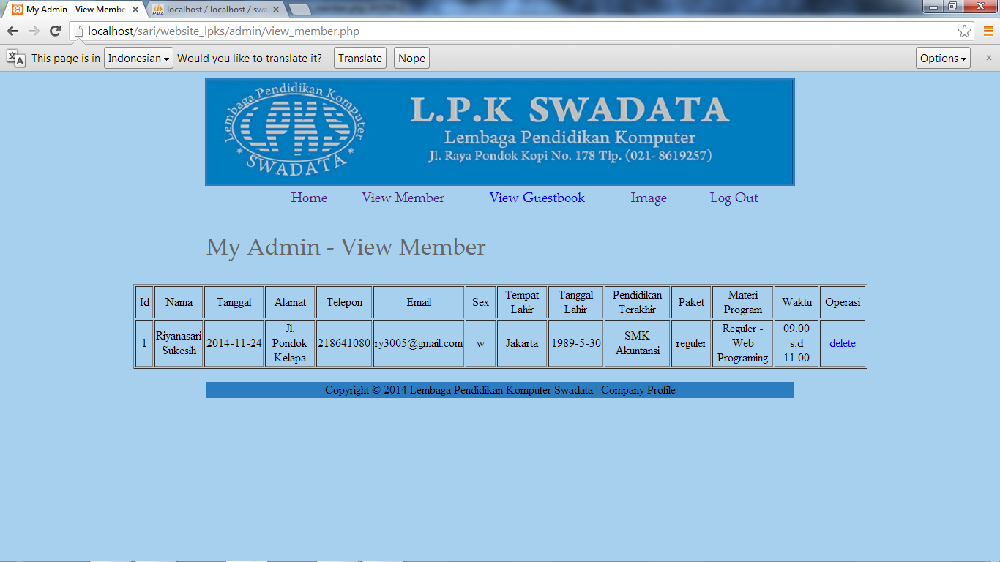 My Admin - View Membe
localhost / localhost / swa
localhost/sari/website_lpks/admin/view_member.php
This page is in Indonesian Would you like to translate it? Translate Nope Options
Lembaga Pendidikan Komputer
LPKS
* SWADATA *
L.P.K SWADATA
Lembaga Pendidikan Komputer
Jl. Raya Pondok Kopi No. 178 Tlp. (021- 8619257)
Home View Member View Guestbook Image Log Out
My Admin - View Member
Id Nama Tanggal Alamat Telepon Email Sex Tempat Lahir Tanggal Lahir Pendidikan Terakhir Paket Materi Program Waktu Operasi
1 Riyanasari Sukesih 2014-11-24 Jl. Pondok Kelapa 218641080 ry3005@gmail.com w Jakarta 1989-5-30 SMK Akuntansi reguler Reguler - Web Programing 09.00 s.d 11.00 delete
Copyright © 2014 Lembaga Pendidikan Komputer Swadata | Company Profile